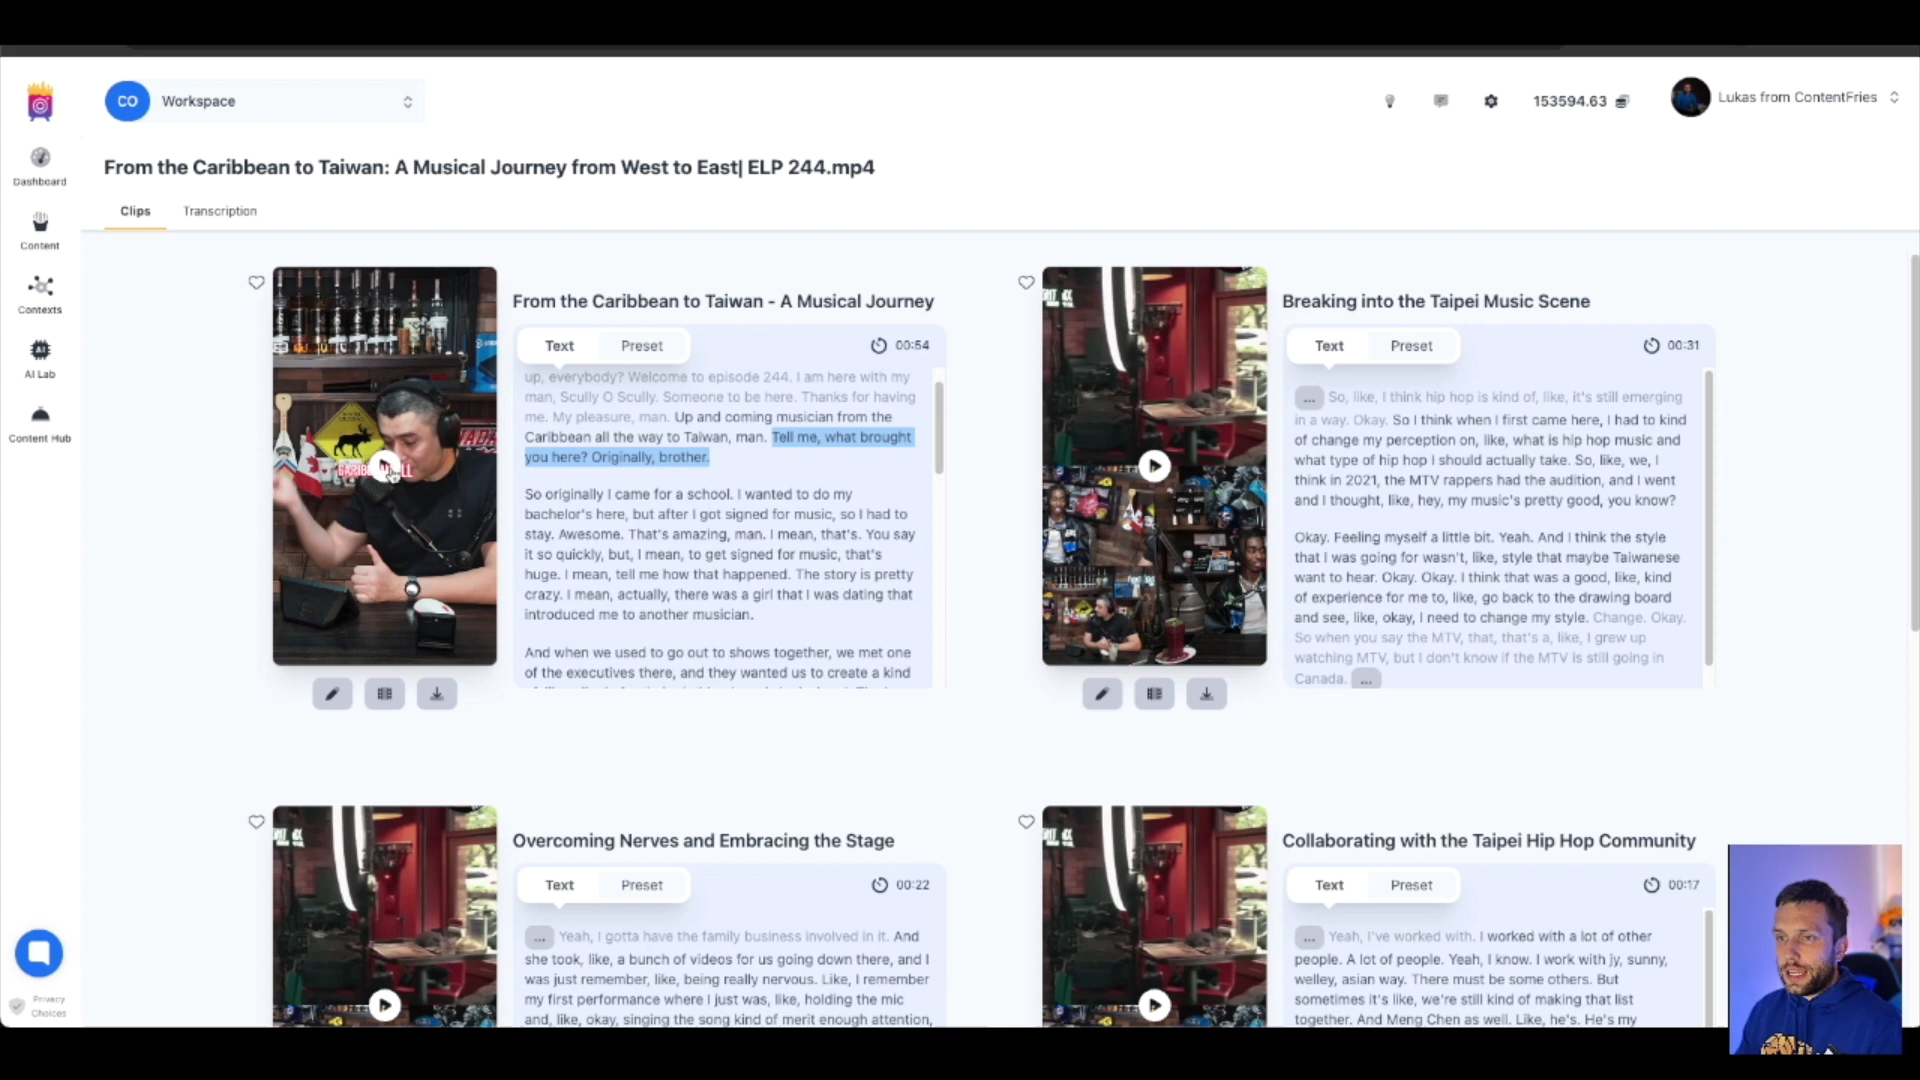 CO Workspace
153594.63
Lukas from ContentFries
From the Caribbean to Taiwan: A Musical Journey from West to East| ELP 244.mp4
Clips Transcription
Dashboard
Content
Contexts
AI
AI Lab
Content Hub
Privacy
Choices
From the Caribbean to Taiwan - A Musical Journey
Text Preset 00:54
up, everybody? Welcome to episode 244. I am here with my
man, Scully O Scully. Someone to be here. Thanks for having
me. My pleasure, man. Up and coming musician from the
Caribbean all the way to Taiwan, man. Tell me, what brought
you here? Originally, brother.
So originally I came for a school. I wanted to do my
bachelor's here, but after I got signed for music, so I had to
stay. Awesome. That's amazing, man. I mean, that's. You say
it so quickly, but, I mean, to get signed for music, that's
huge. I mean, tell me how that happened. The story is pretty
crazy. I mean, actually, there was a girl that I was dating that
introduced me to another musician.
And when we used to go out to shows together, we met one
of the executives there, and they wanted us to create a kind
Breaking into the Taipei Music Scene
Text Preset 00:31
... So, like, I think hip hop is kind of, like, it's still emerging
in a way. Okay. So I think when I first came here, I had to kind
of change my perception on, like, what is hip hop music and
what type of hip hop I should actually take. So, like, we, I
think in 2021, the MTV rappers had the audition, and I went
and I thought, like, hey, my music's pretty good, you know?
Okay. Feeling myself a little bit. Yeah. And I think the style
that I was going for wasn't, like, style that maybe Taiwanese
want to hear. Okay. Okay. I think that was a good, like, kind
of experience for me to, like, go back to the drawing board
and see, like, okay, I need to change my style. Change. Okay.
So when you say the MTV, that, that's a, like, I grew up
watching MTV, but I don't know if the MTV is still going in
Canada. ...
Overcoming Nerves and Embracing the Stage
Text Preset 00:22
... Yeah, I gotta have the family business involved in it. And
she took, like, a bunch of videos for us going down there, and I
was just remember, like, being really nervous. Like, I remember
my first performance where I just was, like, holding the mic
and, like, okay, singing the song kind of merit enough attention,
Collaborating with the Taipei Hip Hop Community
Text Preset 00:17
... Yeah, I've worked with. I worked with a lot of other
people. A lot of people. Yeah, I know. I work with jy, sunny,
welley, asian way. There must be some others. But
sometimes it's like, we're still kind of making that list
together. And Meng Chen as well. Like, he's. He's my